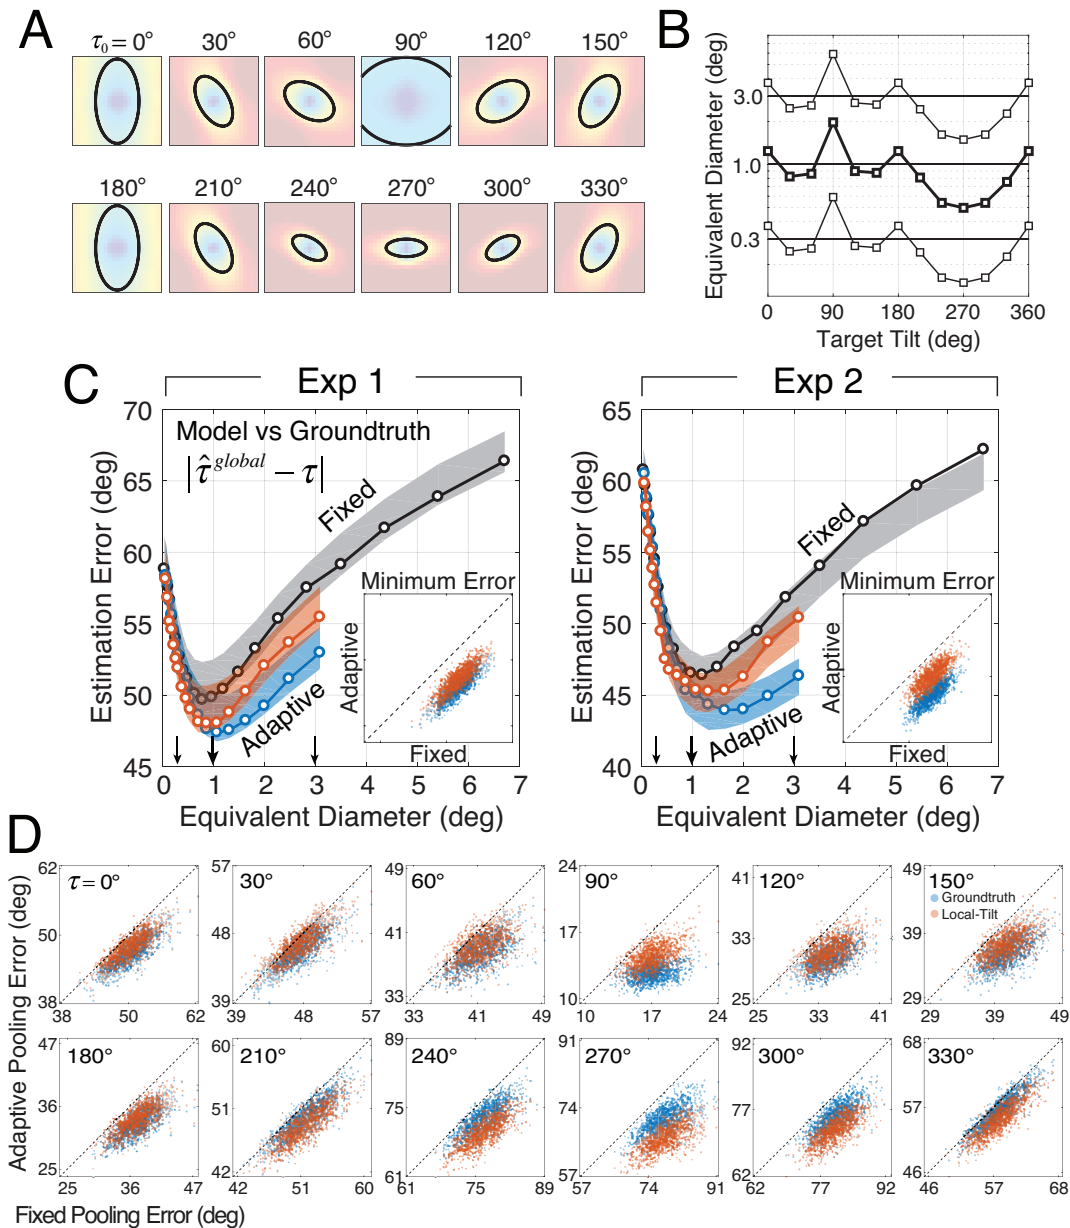 A
τ0 = 0° 30° 60° 90° 120° 150°
180° 210° 240° 270° 300° 330°
B
Equivalent Diameter (deg)
3.0
1.0
0.3
0 90 180 270 360
Target Tilt (deg)
C
Exp 1
Estimation Error (deg)
70
65
60
55
50
45
Model vs Groundtruth
|τ̂^global − τ|
Fixed
Adaptive
Minimum Error
Adaptive
Fixed
0 1 2 3 4 5 6 7
Equivalent Diameter (deg)
Exp 2
Estimation Error (deg)
65
60
55
50
45
40
Fixed
Adaptive
Minimum Error
Adaptive
Fixed
0 1 2 3 4 5 6 7
Equivalent Diameter (deg)
D
Adaptive Pooling Error (deg)
τ = 0°
62
50
38
38 50 62
30°
57
48
39
39 48 57
60°
49
41
33
33 41 49
90°
24
17
10
10 17 24
120°
41
33
25
25 33 41
150°
49
39
29
29 39 49
Groundtruth
Local-Tilt
180°
47
36
25
25 36 47
210°
60
51
42
42 51 60
240°
89
75
61
61 75 89
270°
91
74
57
57 74 91
300°
92
77
62
62 77 92
330°
68
57
46
46 57 68
Fixed Pooling Error (deg)